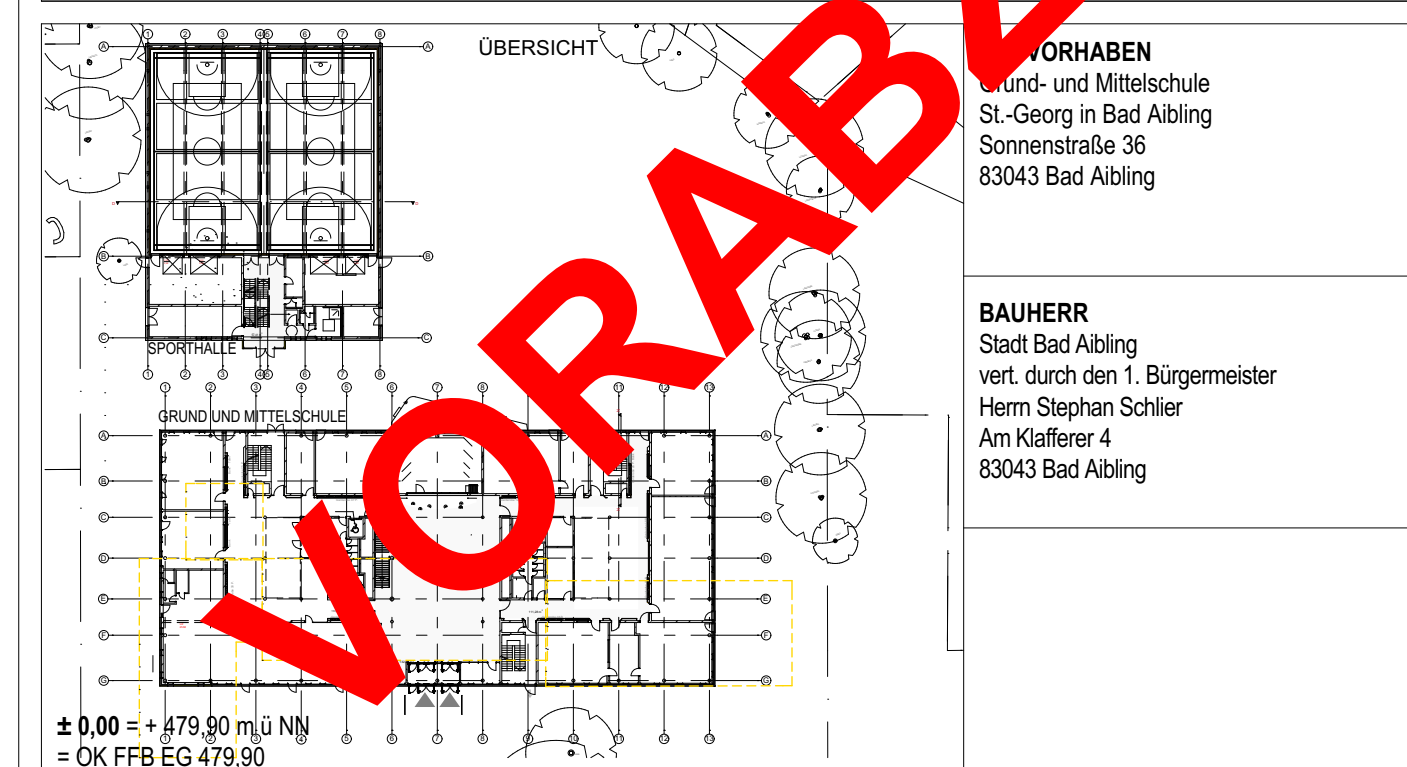 ÜBERSICHT
SPORTHALLE
GRUND UND MITTELSCHULE
± 0,00 = + 479,90 m.ü NN
= OK FFB EG 479,90
VORHABEN
Grund- und Mittelschule
St.-Georg in Bad Aibling
Sonnenstraße 36
83043 Bad Aibling
BAUHERR
Stadt Bad Aibling
vert. durch den 1. Bürgermeister
Herrn Stephan Schlier
Am Klafferer 4
83043 Bad Aibling
VORABZ